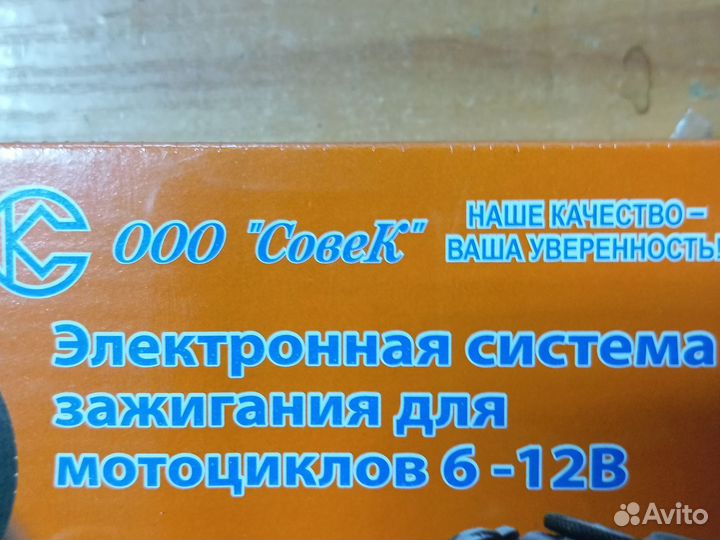 ООО "СовеК"
НАШЕ КАЧЕСТВО –
ВАША УВЕРЕННОСТЬ!
Электронная система
зажигания для
мотоциклов 6 -12В
Avito